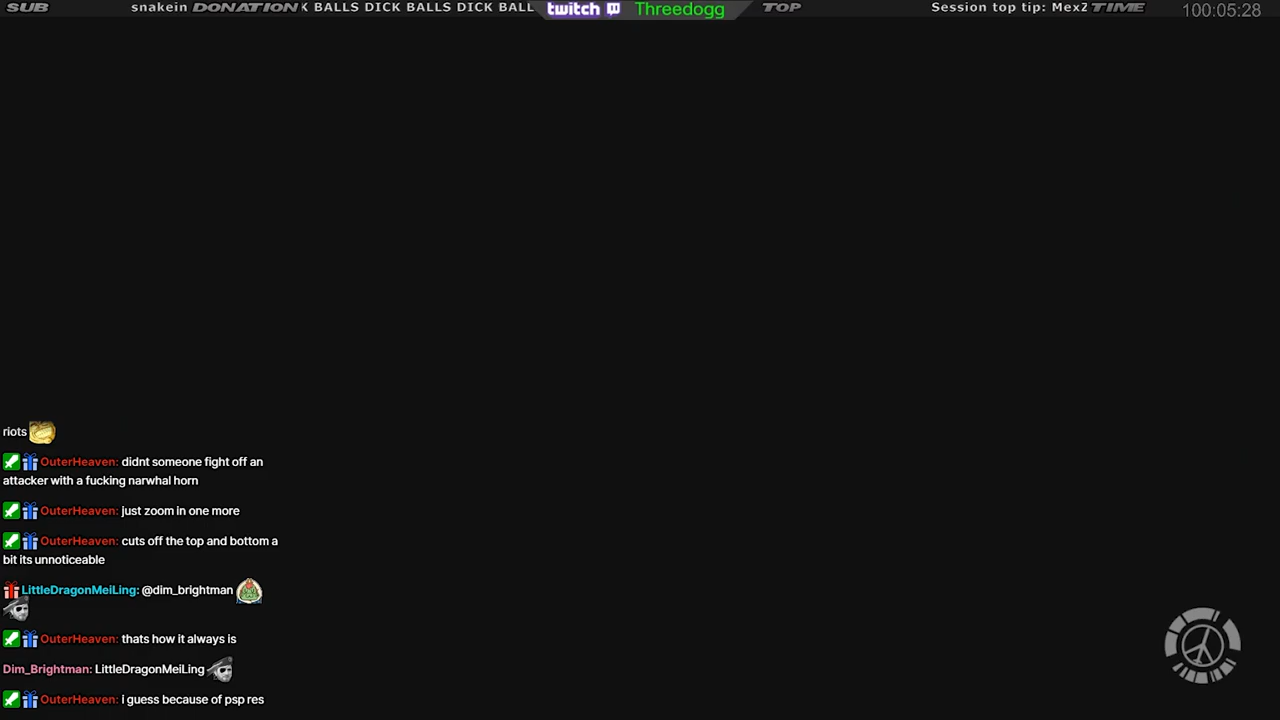 SUB snakein DONATION K BALLS DICK BALLS DICK BALL twitch Threedogg TOP Session top tip: Mex2 TIME 100:05:28
riots
OuterHeaven: didnt someone fight off an
attacker with a fucking narwhal horn
OuterHeaven: just zoom in one more
OuterHeaven: cuts off the top and bottom a
bit its unnoticeable
LittleDragonMeiLing: @dim_brightman
OuterHeaven: thats how it always is
Dim_Brightman: LittleDragonMeiLing
OuterHeaven: i guess because of psp res